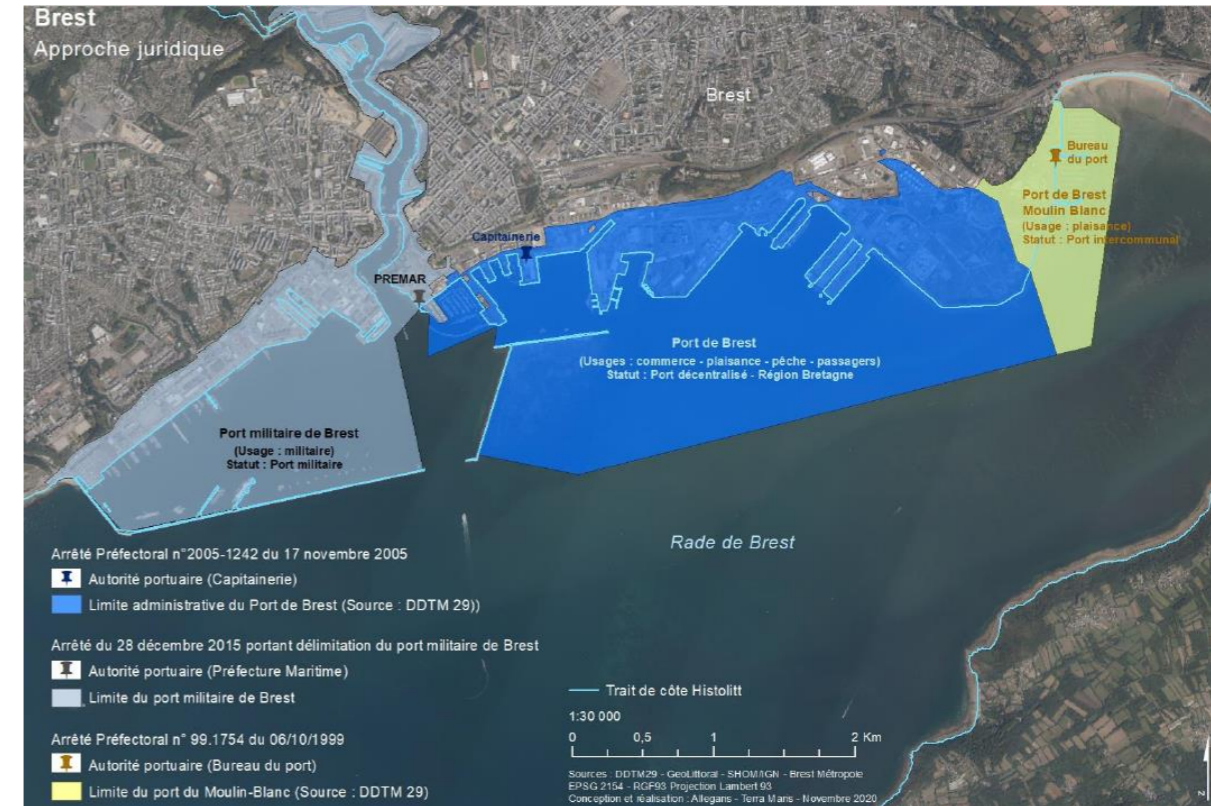 Brest
Approche juridique
Brest
Bureau
du port
Port de Brest
Moulin Blanc
(Usage : plaisance)
Statut : Port intercommunal
Capitainerie
PREMAR
Port de Brest
(Usages : commerce - plaisance - pêche - passagers)
Statut : Port décentralisé - Région Bretagne
Port militaire de Brest
(Usage : militaire)
Statut : Port militaire
Rade de Brest
Arrêté Préfectoral n°2005-1242 du 17 novembre 2005
Autorité portuaire (Capitainerie)
Limite administrative du Port de Brest (Source : DDTM 29))
Arrêté du 28 décembre 2015 portant délimitation du port militaire de Brest
Autorité portuaire (Préfecture Maritime)
Limite du port militaire de Brest
Arrêté Préfectoral n° 99.1754 du 06/10/1999
Autorité portuaire (Bureau du port)
Limite du port du Moulin-Blanc (Source : DDTM 29)
Trait de côte Histolitt
1:30 000
0 0,5 1 2 Km
Sources : DDTM29 - GeoLittoral - SHOM/IGN - Brest Métropole
EPSG 2154 - RGF93 Projection Lambert 93
Conception et réalisation : Allegans - Terra Maris - Novembre 2020
N